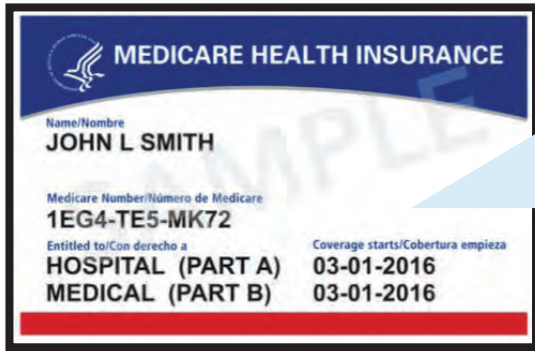 MEDICARE HEALTH INSURANCE
Name/Nombre
JOHN L SMITH
Medicare Number/Número de Medicare
1EG4-TE5-MK72
Entitled to/Con derecho a Coverage starts/Cobertura empieza
HOSPITAL (PART A) 03-01-2016
MEDICAL (PART B) 03-01-2016
SAMPLE